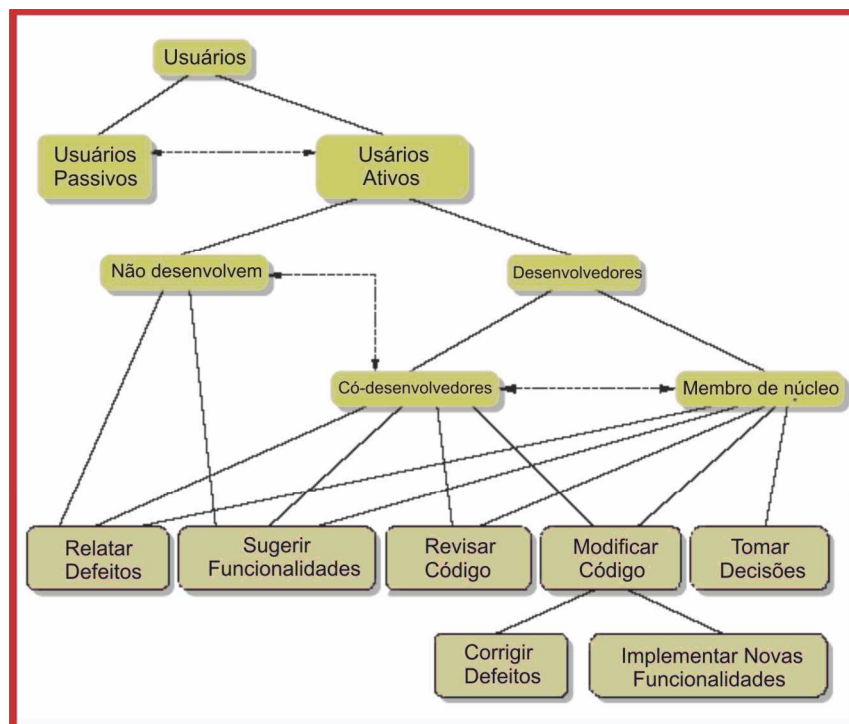 Usuários
Usuários
Passivos
Usários
Ativos
Não desenvolvem
Desenvolvedores
Có-desenvolvedores
Membro de núcleo
Relatar
Defeitos
Sugerir
Funcionalidades
Revisar
Código
Modificar
Código
Tomar
Decisões
Corrigir
Defeitos
Implementar Novas
Funcionalidades